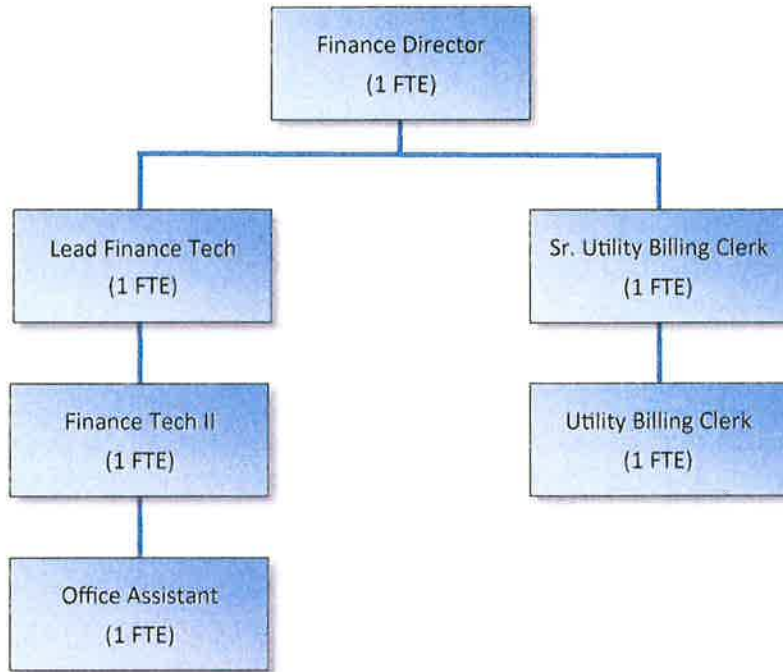 Finance Director
(1 FTE)
Lead Finance Tech
(1 FTE)
Sr. Utility Billing Clerk
(1 FTE)
Finance Tech II
(1 FTE)
Utility Billing Clerk
(1 FTE)
Office Assistant
(1 FTE)